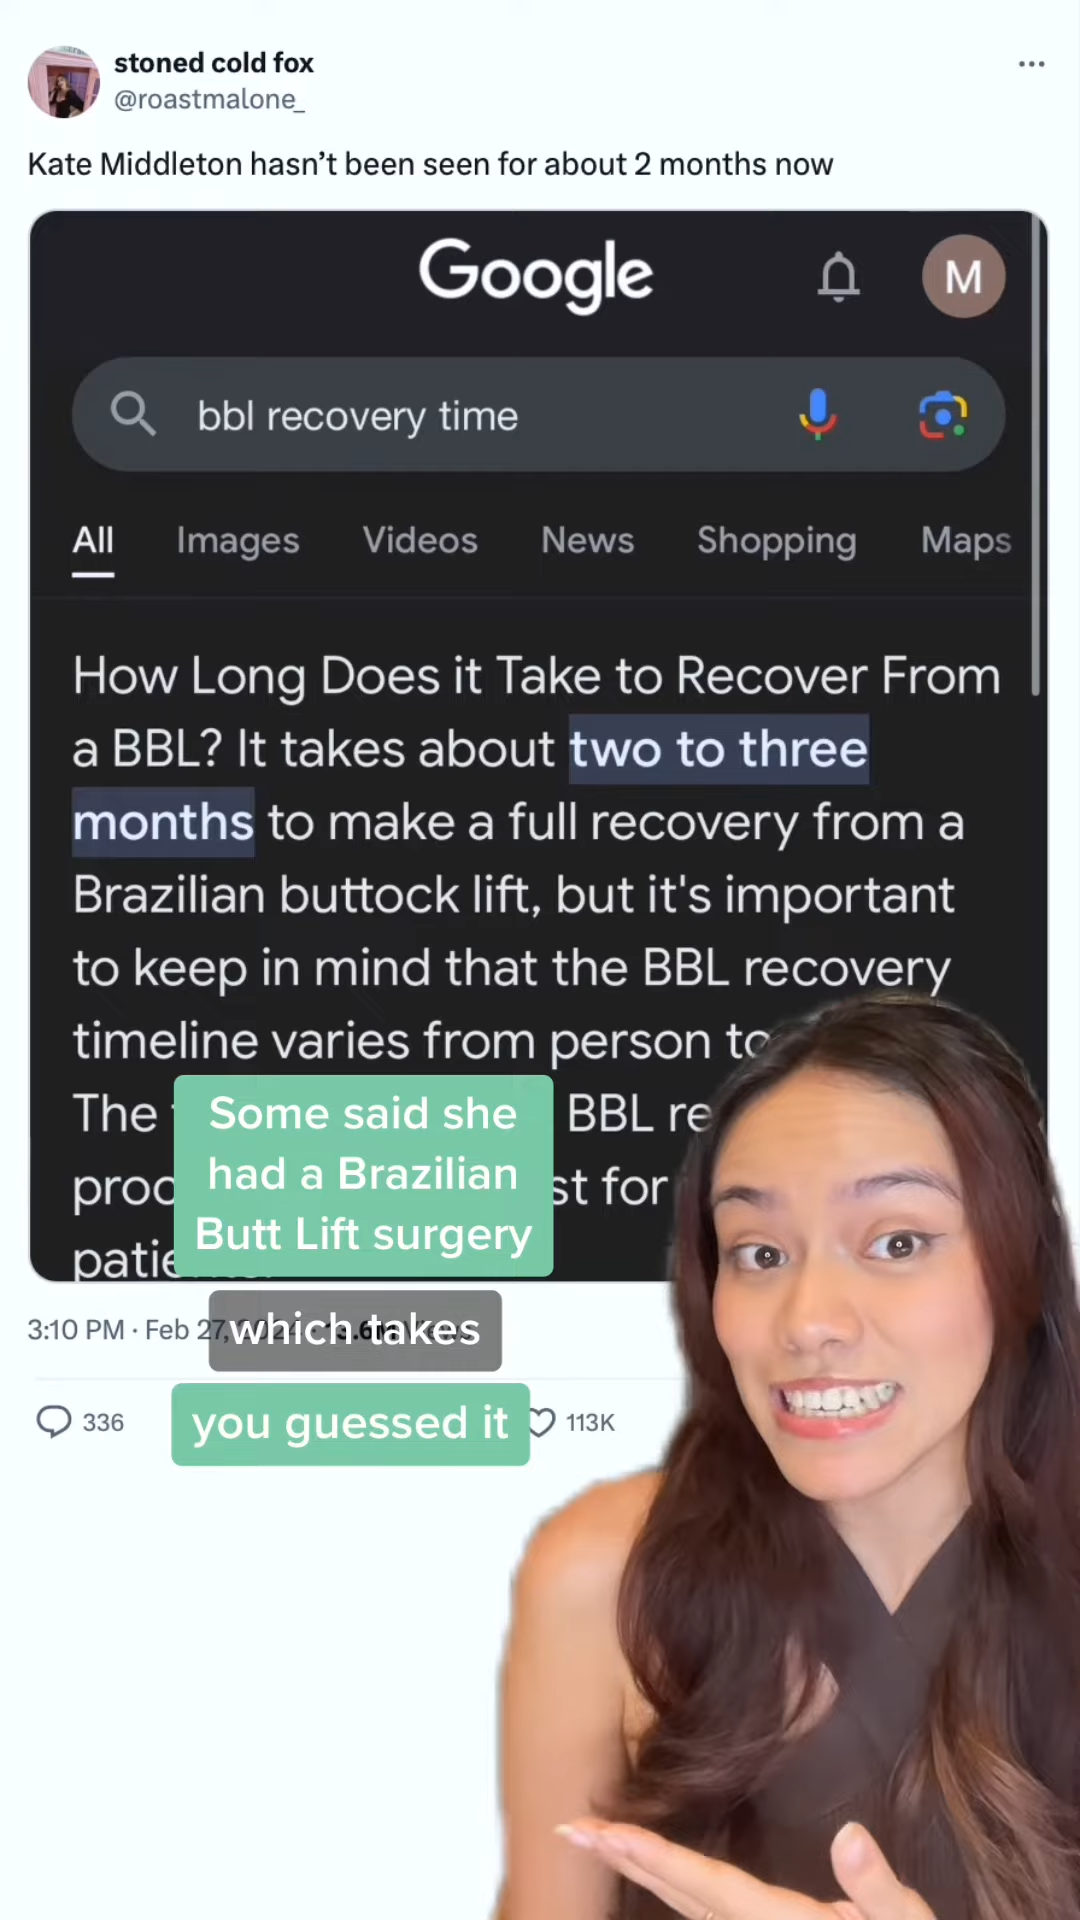 stoned cold fox
@roastmalone_
Kate Middleton hasn't been seen for about 2 months now
Google
M
bbl recovery time
All Images Videos News Shopping Maps
How Long Does it Take to Recover From
a BBL? It takes about two to three
months to make a full recovery from a
Brazilian buttock lift, but it's important
to keep in mind that the BBL recovery
timeline varies from person to
The BBL
for
Some said she
had a Brazilian
Butt Lift surgery
3:10 PM · Feb 27,
which takes
336
you guessed it
113K